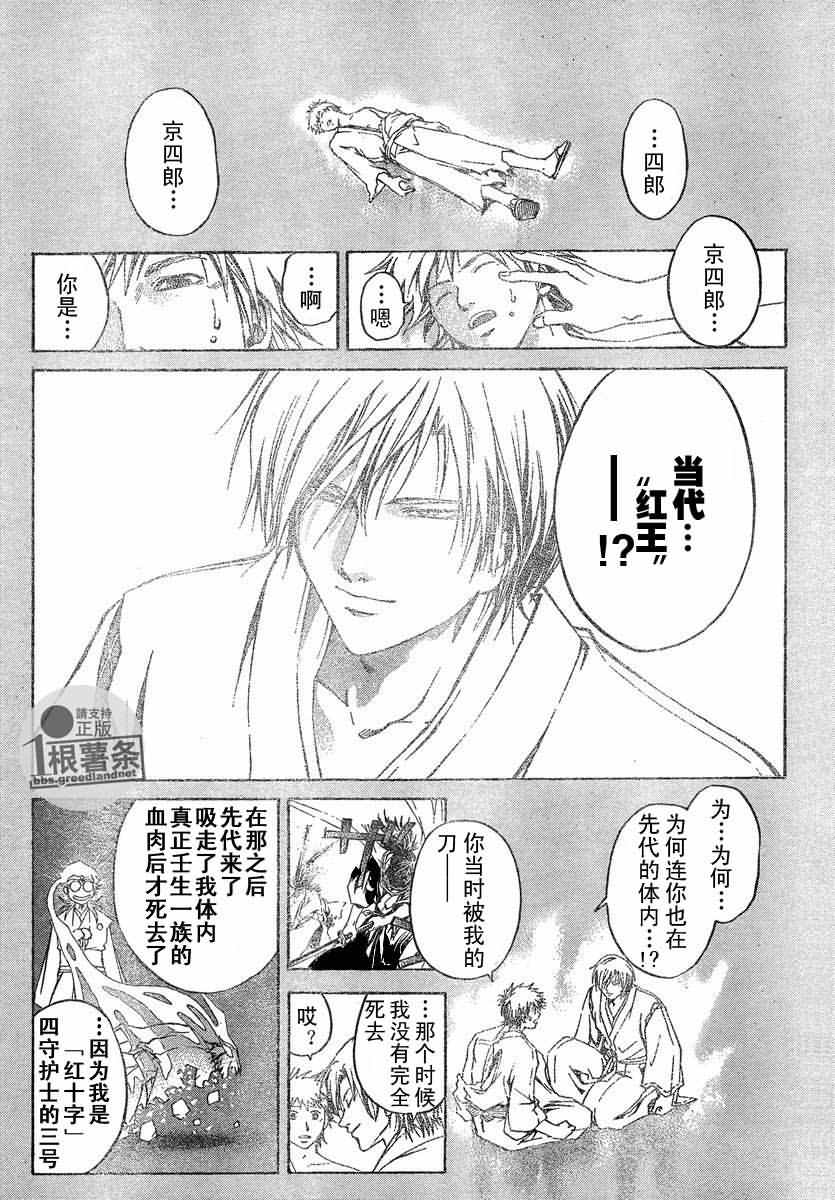 …四郎
京四郎…
京四郎…
…嗯
…啊
你是…
当代…
“红王”
——!?
請支持
正版
1根薯条
bbs.greedlandnet
为…为何…
为何连你也在
先代的体内…!?
你当时被我的
刀——
…那个时候
我没有完全
死去
哎?
在那之后
先代来了
吸走了我体内
真正壬生一族的
血肉后才死去了
…因为我是
「红十字」
四守护士的三号